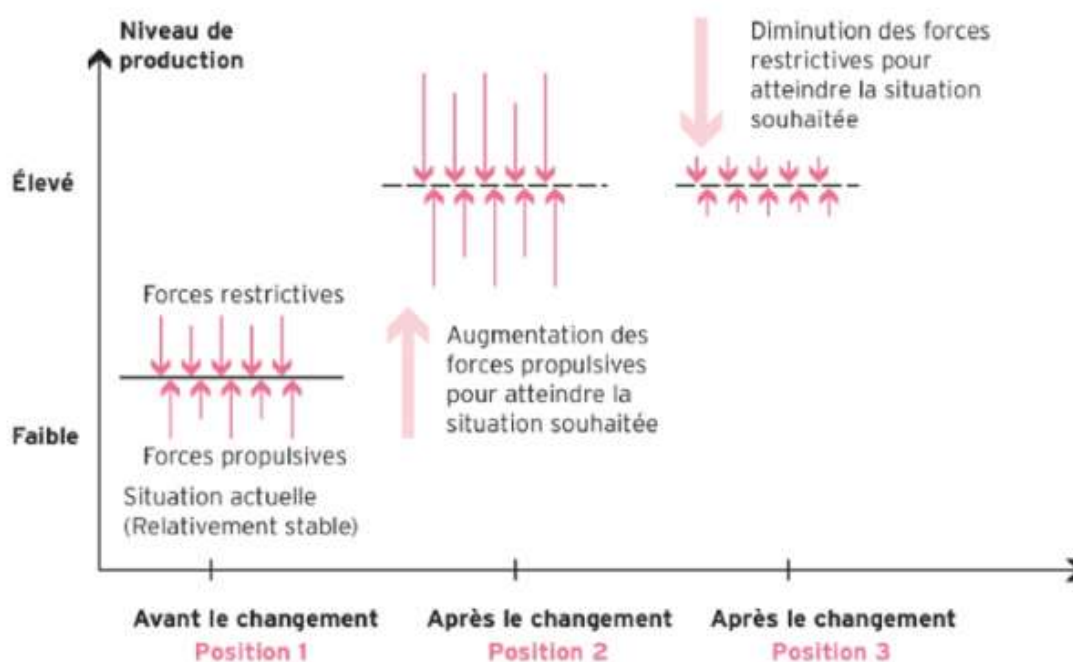 Niveau de
production
Élevé
Faible
Forces restrictives
Forces propulsives
Situation actuelle
(Relativement stable)
Augmentation des
forces propulsives
pour atteindre la
situation souhaitée
Diminution des forces
restrictives pour
atteindre la situation
souhaitée
Avant le changement
Position 1
Après le changement
Position 2
Après le changement
Position 3